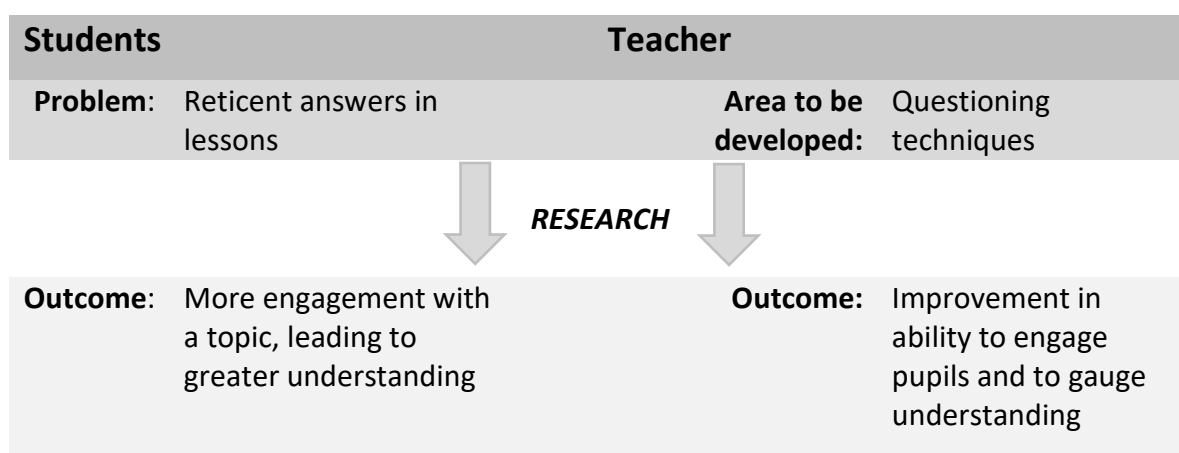 Students
Teacher
Problem: Reticent answers in
lessons
Area to be Questioning
developed: techniques
RESEARCH
Outcome: More engagement with
a topic, leading to
greater understanding
Outcome: Improvement in
ability to engage
pupils and to gauge
understanding